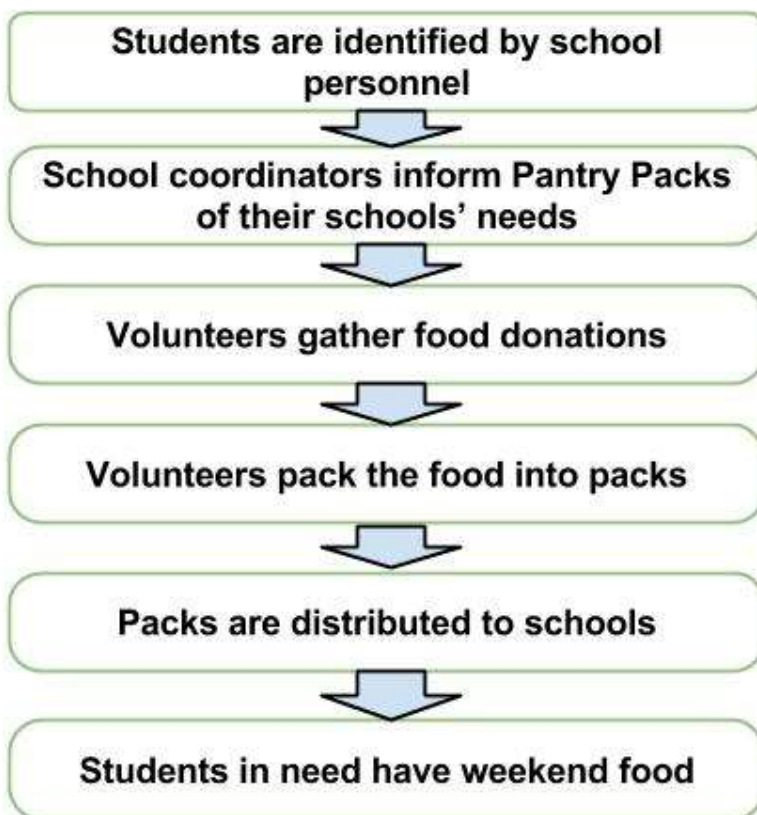 Students are identified by school
personnel
School coordinators inform Pantry Packs
of their schools’ needs
Volunteers gather food donations
Volunteers pack the food into packs
Packs are distributed to schools
Students in need have weekend food